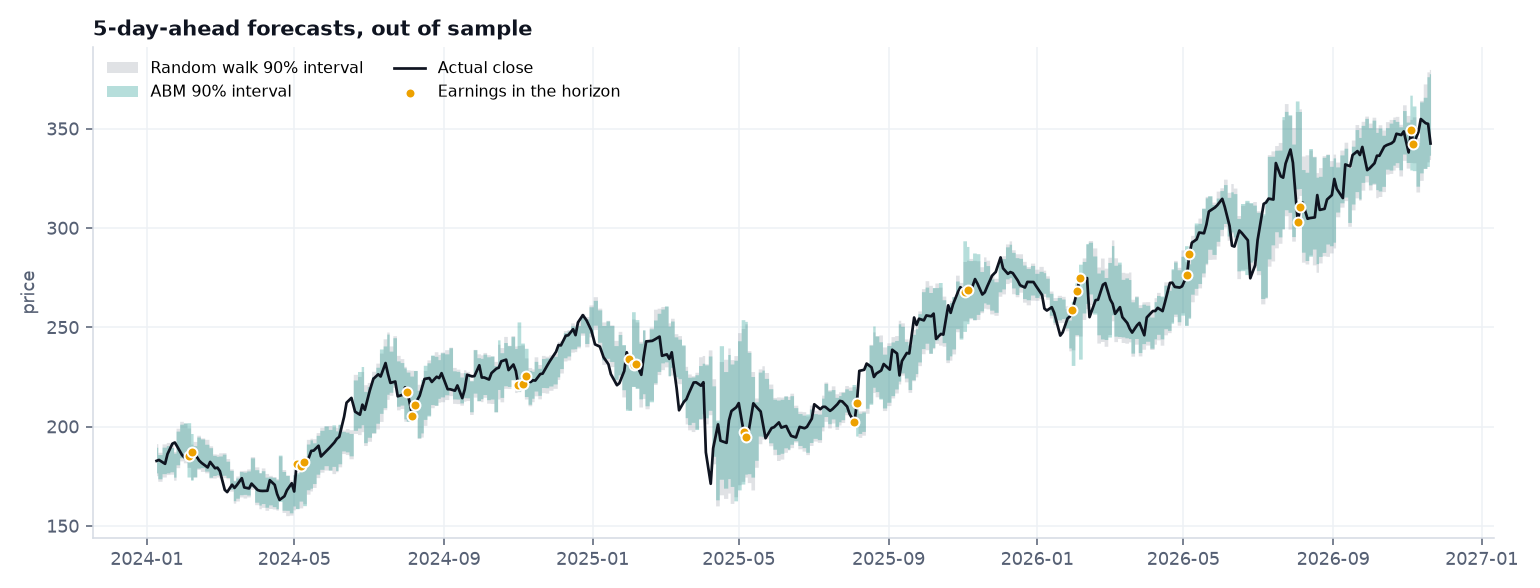 5-day-ahead forecasts, out of sample
Random walk 90% interval
ABM 90% interval
Actual close
Earnings in the horizon
price
350
300
250
200
150
2024-01
2024-05
2024-09
2025-01
2025-05
2025-09
2026-01
2026-05
2026-09
2027-01